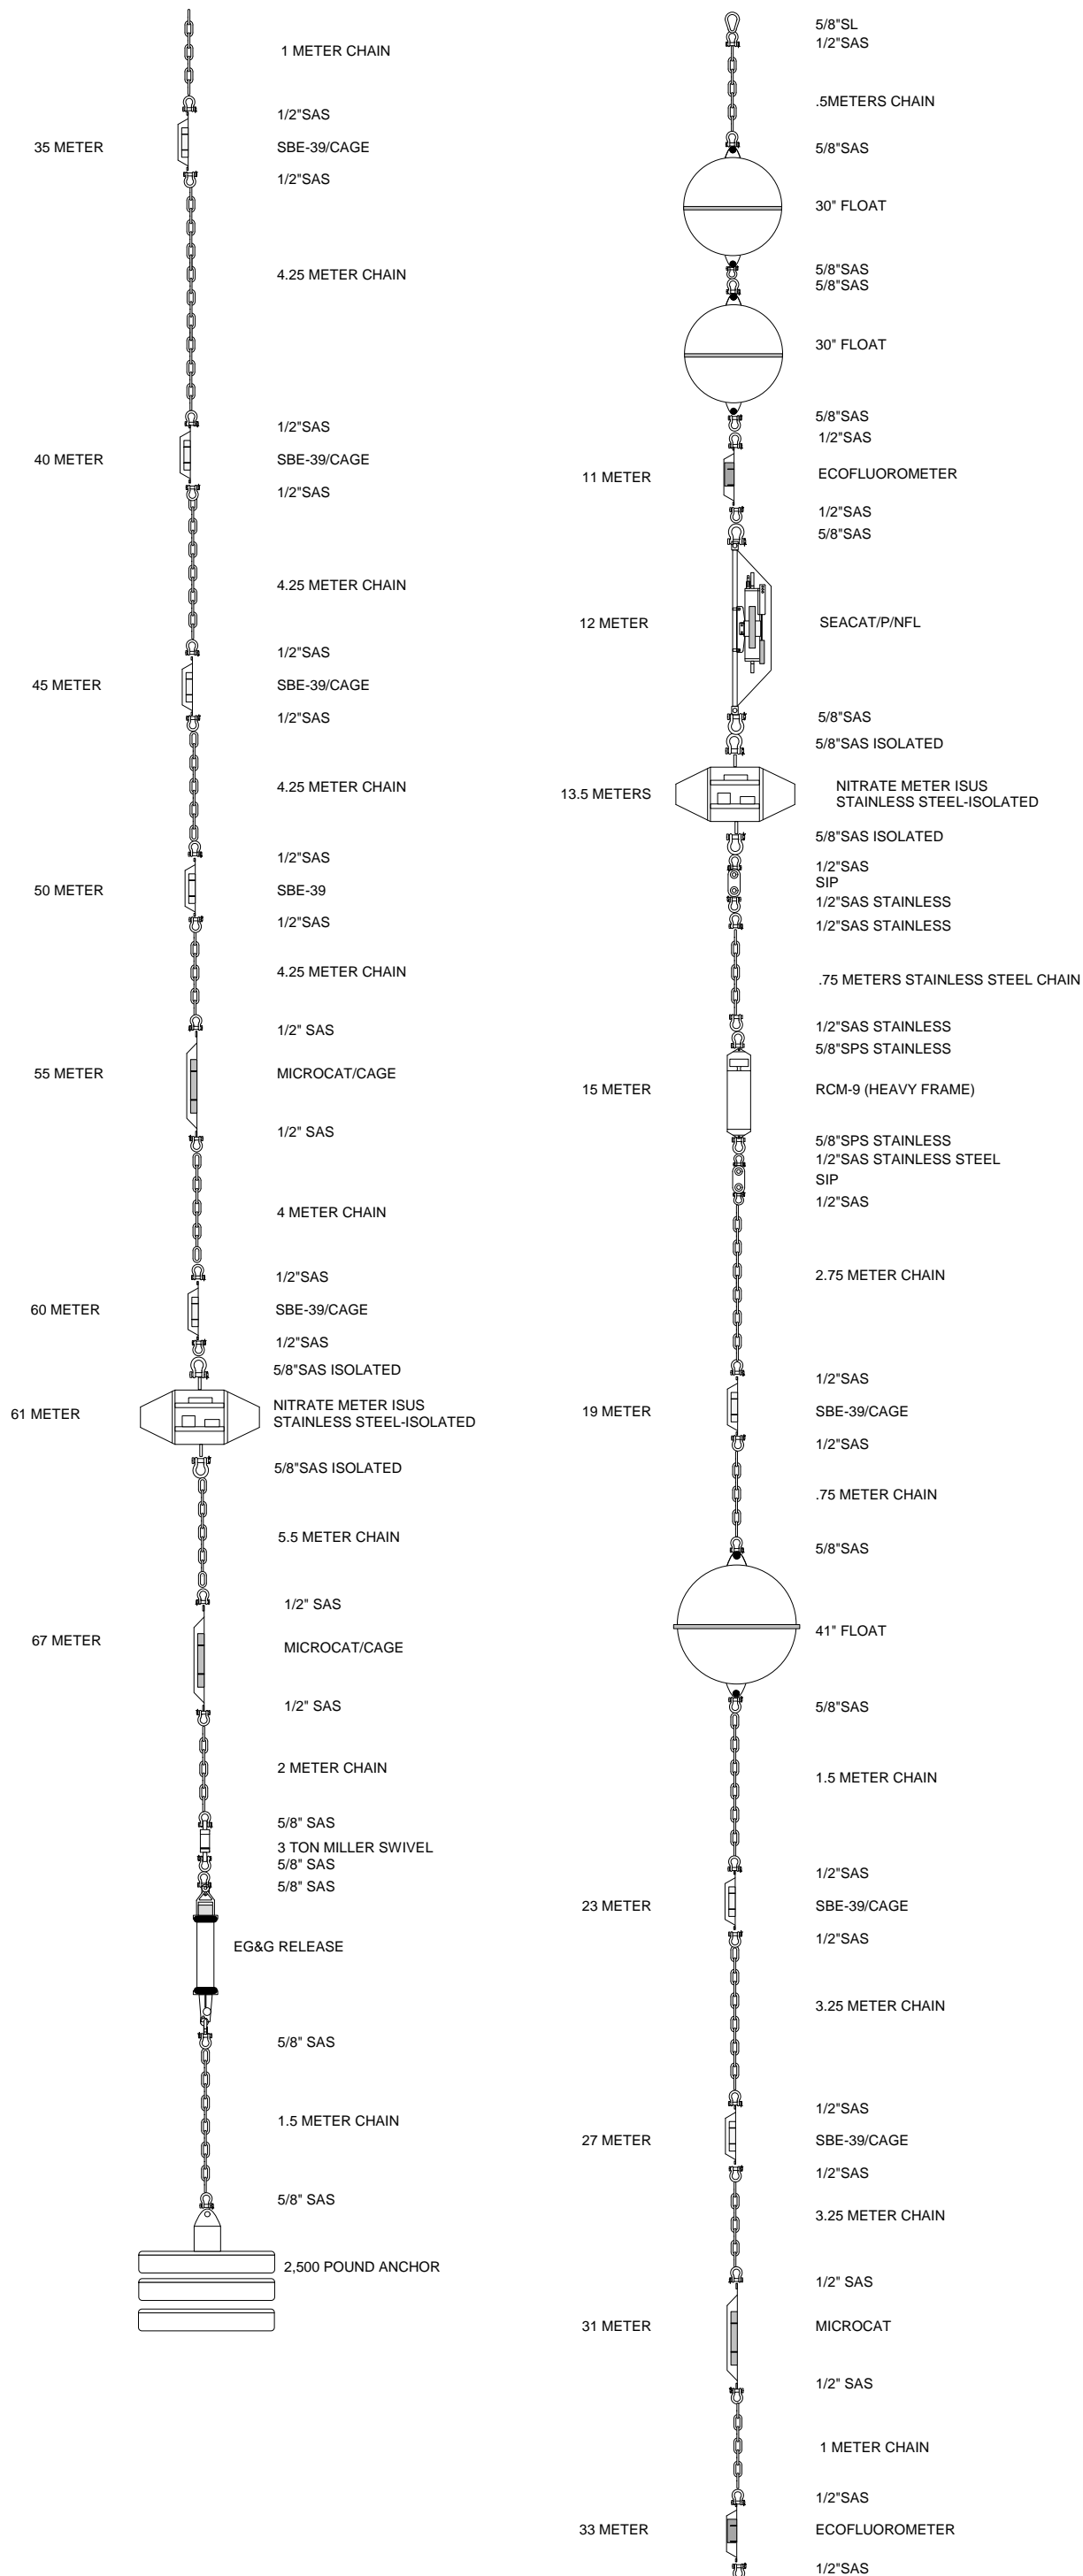 1 METER CHAIN
1/2"SAS
35 METER
SBE-39/CAGE
1/2"SAS
4.25 METER CHAIN
1/2"SAS
40 METER
SBE-39/CAGE
1/2"SAS
4.25 METER CHAIN
1/2"SAS
45 METER
SBE-39/CAGE
1/2"SAS
4.25 METER CHAIN
1/2"SAS
50 METER
SBE-39
1/2"SAS
4.25 METER CHAIN
1/2" SAS
55 METER
MICROCAT/CAGE
1/2" SAS
4 METER CHAIN
1/2"SAS
60 METER
SBE-39/CAGE
1/2"SAS
5/8"SAS ISOLATED
61 METER
NITRATE METER ISUS
STAINLESS STEEL-ISOLATED
5/8"SAS ISOLATED
5.5 METER CHAIN
1/2" SAS
67 METER
MICROCAT/CAGE
1/2" SAS
2 METER CHAIN
5/8" SAS
3 TON MILLER SWIVEL
5/8" SAS
5/8" SAS
EG&G RELEASE
5/8" SAS
1.5 METER CHAIN
5/8" SAS
2,500 POUND ANCHOR
5/8"SL
1/2"SAS
.5METERS CHAIN
5/8"SAS
30" FLOAT
5/8"SAS
5/8"SAS
30" FLOAT
5/8"SAS
1/2"SAS
11 METER
ECOFLUOROMETER
1/2"SAS
5/8"SAS
12 METER
SEACAT/P/NFL
5/8"SAS
5/8"SAS ISOLATED
13.5 METERS
NITRATE METER ISUS
STAINLESS STEEL-ISOLATED
5/8"SAS ISOLATED
1/2"SAS
SIP
1/2"SAS STAINLESS
1/2"SAS STAINLESS
.75 METERS STAINLESS STEEL CHAIN
1/2"SAS STAINLESS
5/8"SPS STAINLESS
15 METER
RCM-9 (HEAVY FRAME)
5/8"SPS STAINLESS
1/2"SAS STAINLESS STEEL
SIP
1/2"SAS
2.75 METER CHAIN
1/2"SAS
19 METER
SBE-39/CAGE
1/2"SAS
.75 METER CHAIN
5/8"SAS
41" FLOAT
5/8"SAS
1.5 METER CHAIN
1/2"SAS
23 METER
SBE-39/CAGE
1/2"SAS
3.25 METER CHAIN
1/2"SAS
27 METER
SBE-39/CAGE
1/2"SAS
3.25 METER CHAIN
1/2" SAS
31 METER
MICROCAT
1/2" SAS
1 METER CHAIN
1/2"SAS
33 METER
ECOFLUOROMETER
1/2"SAS